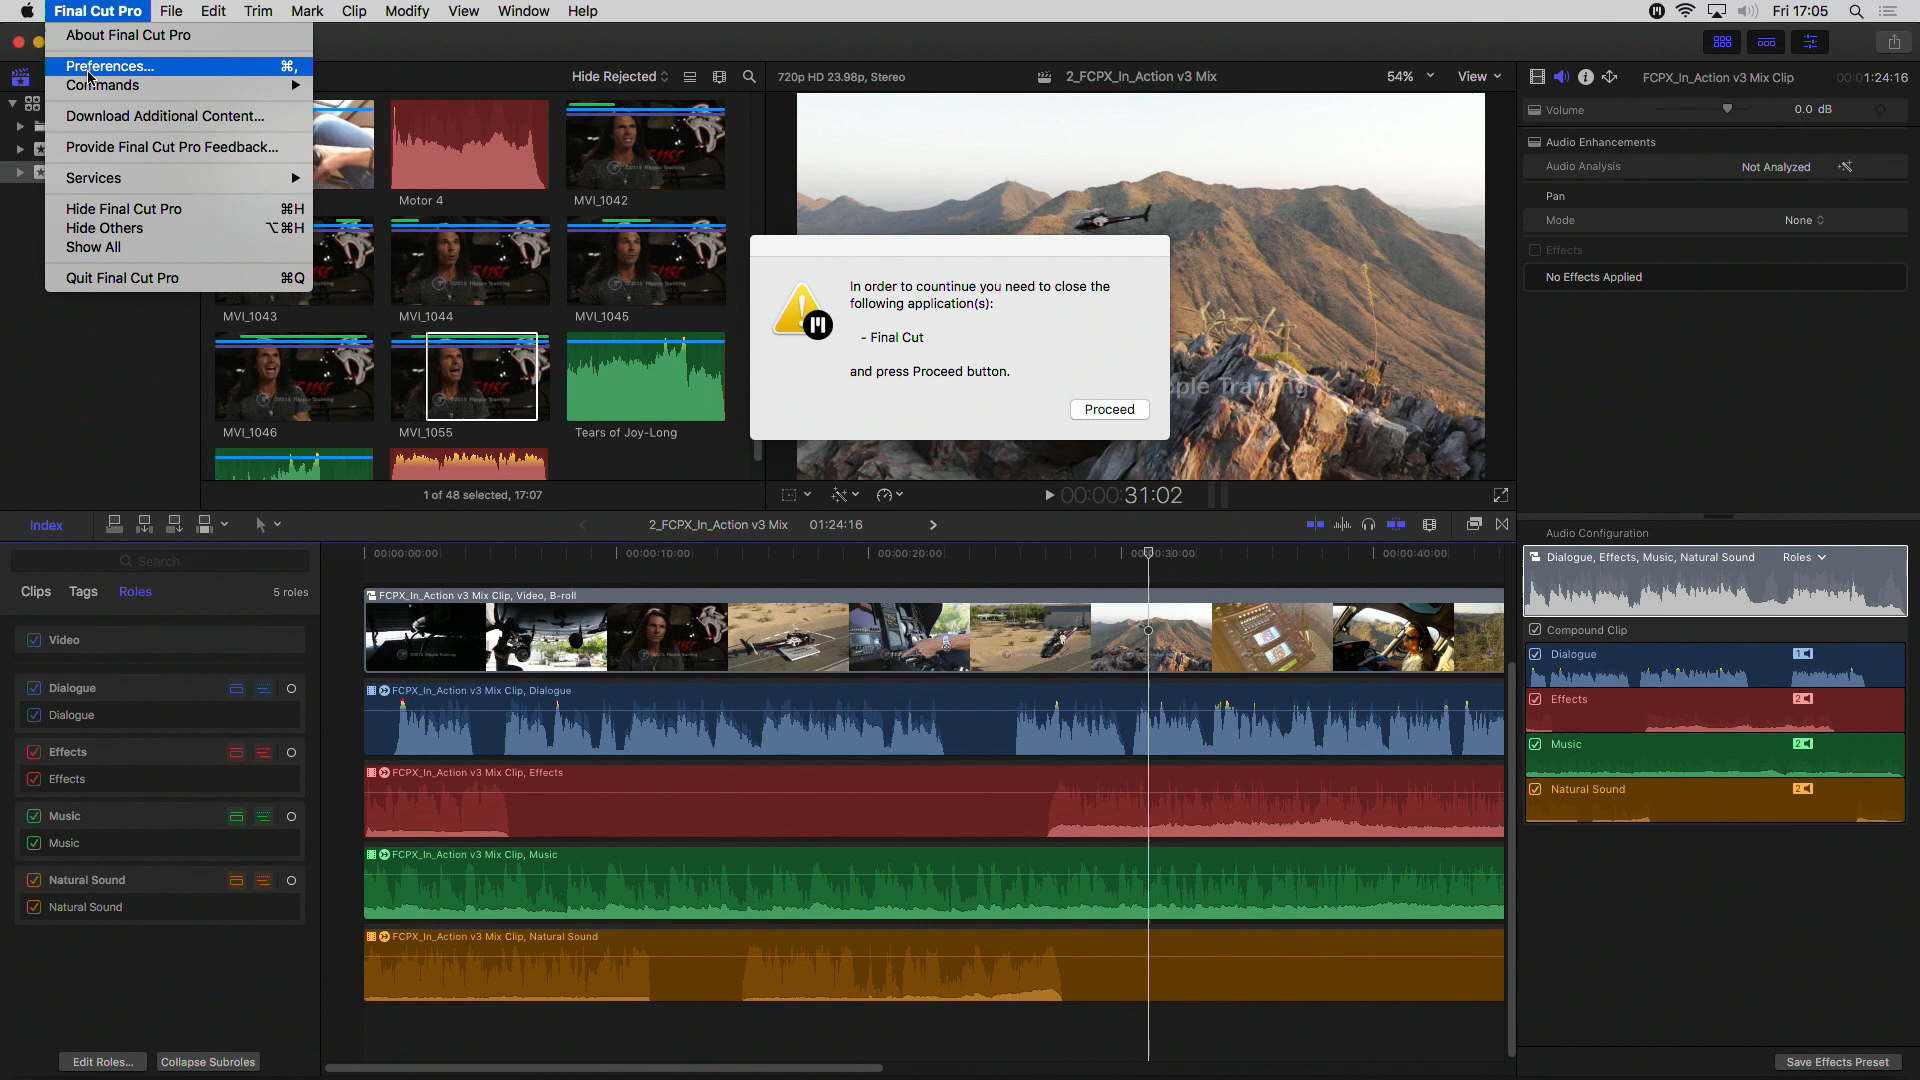 Final Cut Pro File Edit Trim Mark Clip Modify View Window Help Fri 17:05
About Final Cut Pro
Preferences... ⌘,
Commands
Download Additional Content...
Provide Final Cut Pro Feedback...
Services
Hide Final Cut Pro ⌘H
Hide Others ⌥⌘H
Show All
Quit Final Cut Pro ⌘Q
Hide Rejected
720p HD 23.98p, Stereo
2_FCPX_In_Action v3 Mix
54%
View
FCPX_In_Action v3 Mix Clip
00:00:01:24:16
Motor 4
MVI_1042
MVI_1043
MVI_1044
MVI_1045
MVI_1046
MVI_1055
Tears of Joy-Long
1 of 48 selected, 17:07
In order to countinue you need to close the
following application(s):
- Final Cut
and press Proceed button.
Proceed
ple Training
00:00:31:02
Volume 0.0 dB
Audio Enhancements
Audio Analysis Not Analyzed
Pan
Mode None
Effects
No Effects Applied
Index
2_FCPX_In_Action v3 Mix 01:24:16
Search
Clips Tags Roles 5 roles
Video
Dialogue
Dialogue
Effects
Effects
Music
Music
Natural Sound
Natural Sound
Edit Roles...
Collapse Subroles
00:00:00:00 00:00:10:00 00:00:20:00 00:00:30:00 00:00:40:00
FCPX_In_Action v3 Mix Clip, Video, B-roll
FCPX_In_Action v3 Mix Clip, Dialogue
FCPX_In_Action v3 Mix Clip, Effects
FCPX_In_Action v3 Mix Clip, Music
FCPX_In_Action v3 Mix Clip, Natural Sound
Audio Configuration
Dialogue, Effects, Music, Natural Sound Roles
Compound Clip
Dialogue 1
Effects 2
Music 2
Natural Sound 2
Save Effects Preset